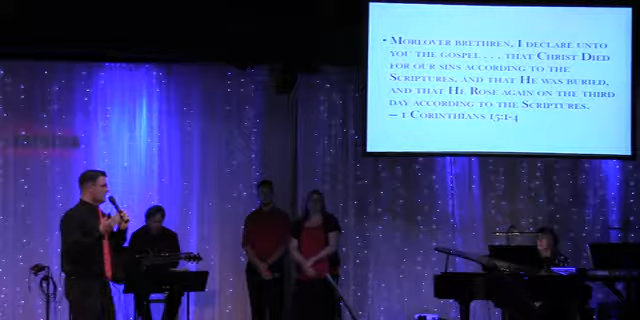 • Moreover brethren, I declare unto
you the gospel . . . that Christ Died
for our sins according to the
Scriptures, and that He was buried,
and that He Rose again on the third
day according to the Scriptures.
– 1 Corinthians 15:1-4